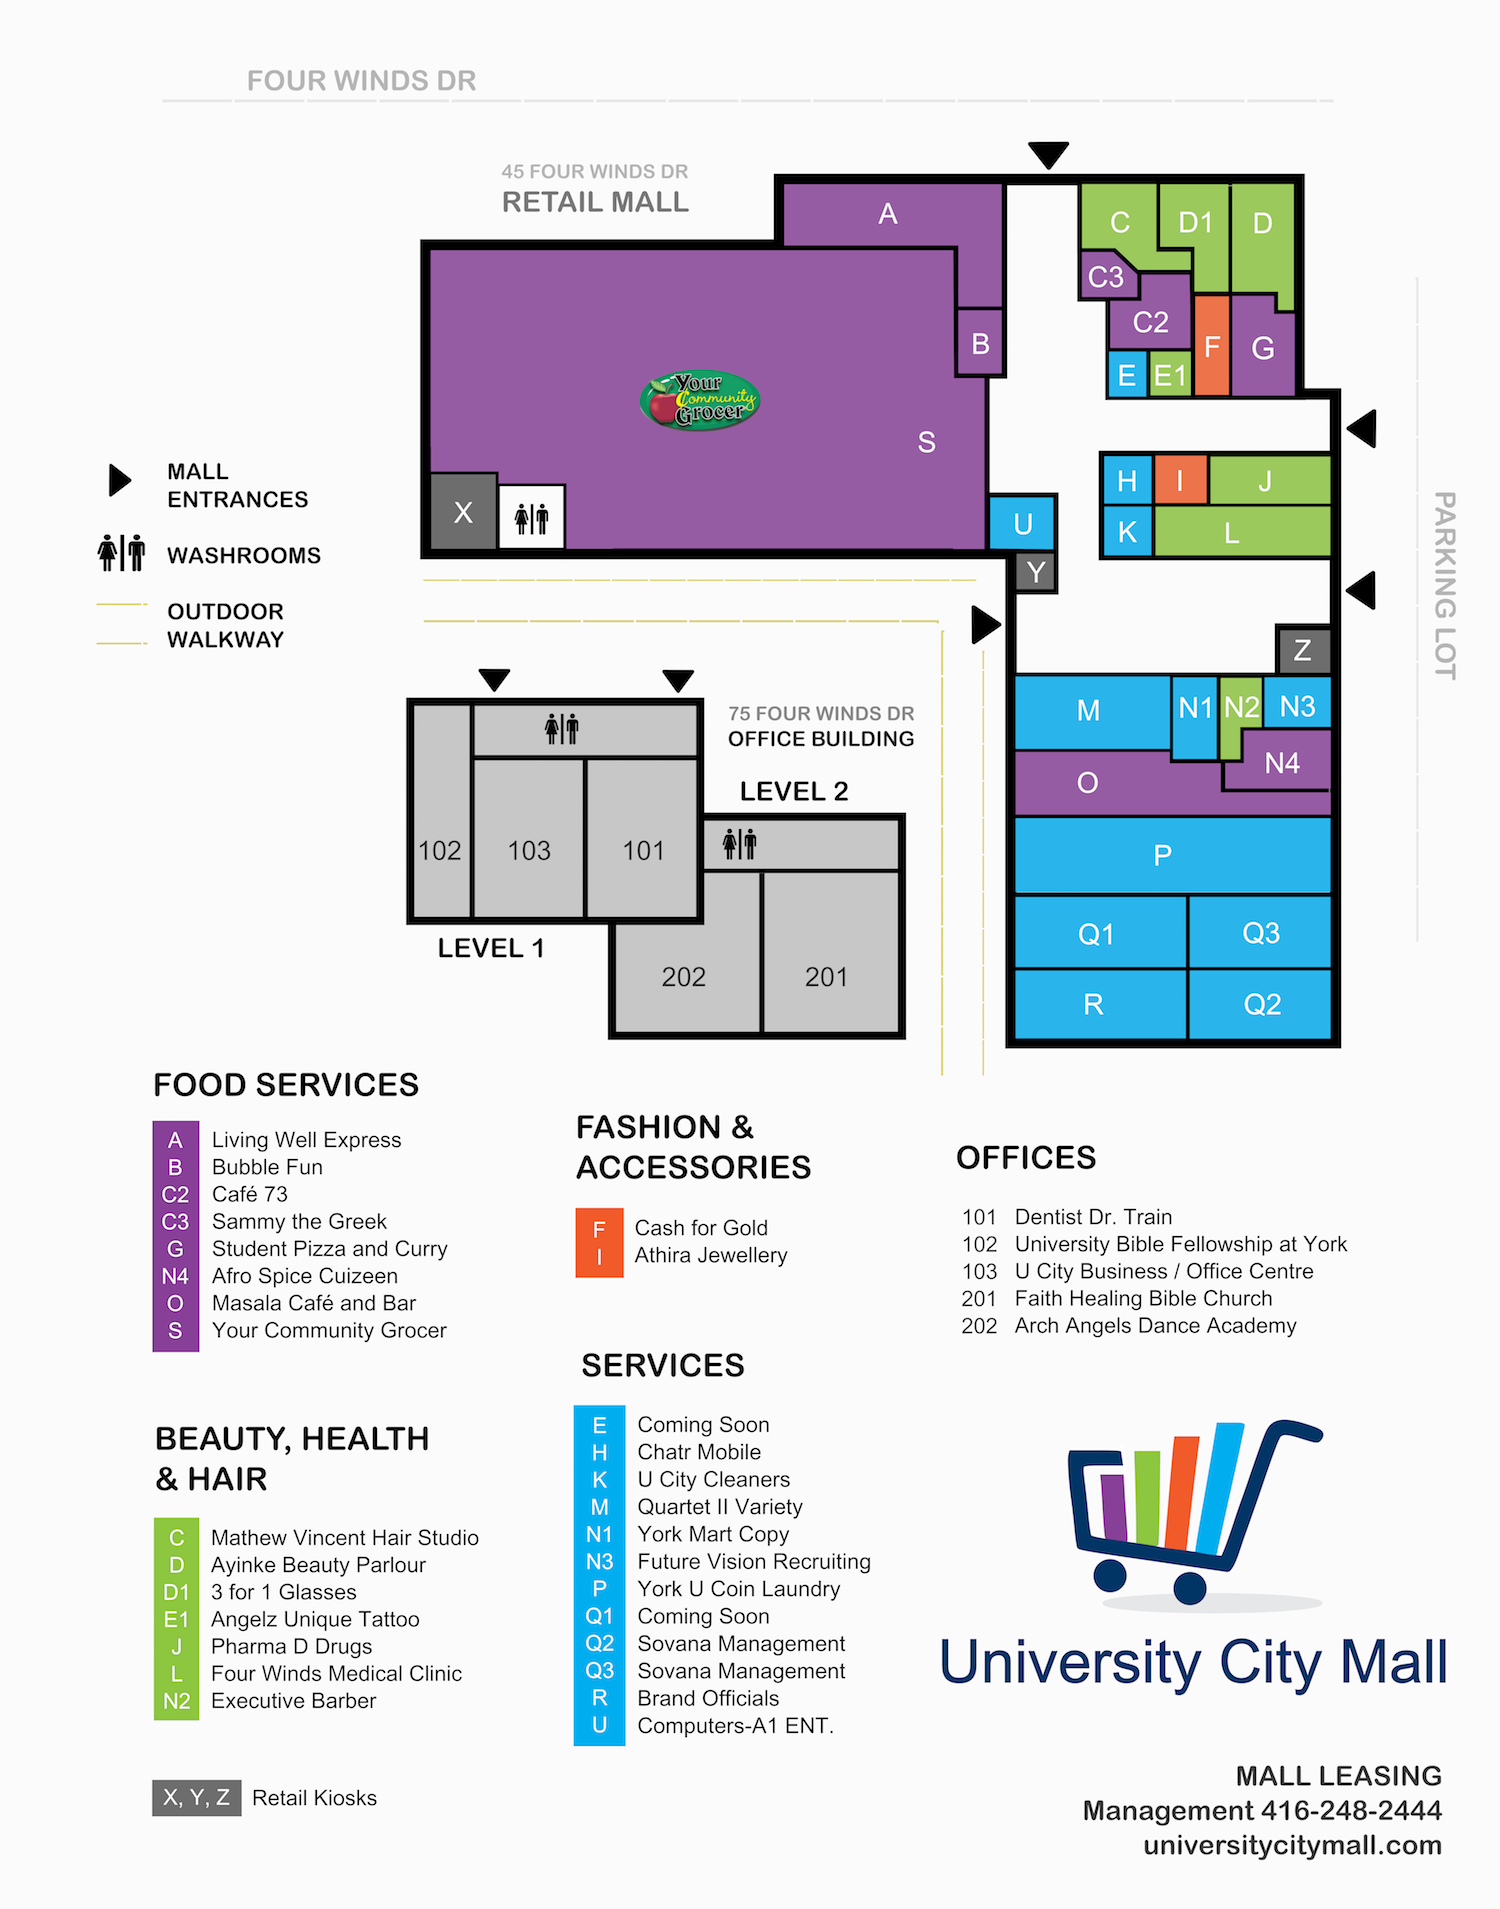 FOUR WINDS DR
45 FOUR WINDS DR
RETAIL MALL
A
C
D1
D
C3
C2
B
F
G
E
E1
Your
Community
Grocer
S
H
I
J
X
U
K
L
Y
MALL
ENTRANCES
WASHROOMS
OUTDOOR
WALKWAY
PARKING LOT
Z
M
N1
N2
N3
N4
O
P
Q1
Q3
R
Q2
75 FOUR WINDS DR
OFFICE BUILDING
LEVEL 2
102
103
101
LEVEL 1
202
201
FOOD SERVICES
A Living Well Express
B Bubble Fun
C2 Café 73
C3 Sammy the Greek
G Student Pizza and Curry
N4 Afro Spice Cuizeen
O Masala Café and Bar
S Your Community Grocer
BEAUTY, HEALTH
& HAIR
C Mathew Vincent Hair Studio
D Ayinke Beauty Parlour
D1 3 for 1 Glasses
E1 Angelz Unique Tattoo
J Pharma D Drugs
L Four Winds Medical Clinic
N2 Executive Barber
X, Y, Z Retail Kiosks
FASHION &
ACCESSORIES
F Cash for Gold
I Athira Jewellery
SERVICES
E Coming Soon
H Chatr Mobile
K U City Cleaners
M Quartet II Variety
N1 York Mart Copy
N3 Future Vision Recruiting
P York U Coin Laundry
Q1 Coming Soon
Q2 Sovana Management
Q3 Sovana Management
R Brand Officials
U Computers-A1 ENT.
OFFICES
101 Dentist Dr. Train
102 University Bible Fellowship at York
103 U City Business / Office Centre
201 Faith Healing Bible Church
202 Arch Angels Dance Academy
University City Mall
MALL LEASING
Management 416-248-2444
universitycitymall.com